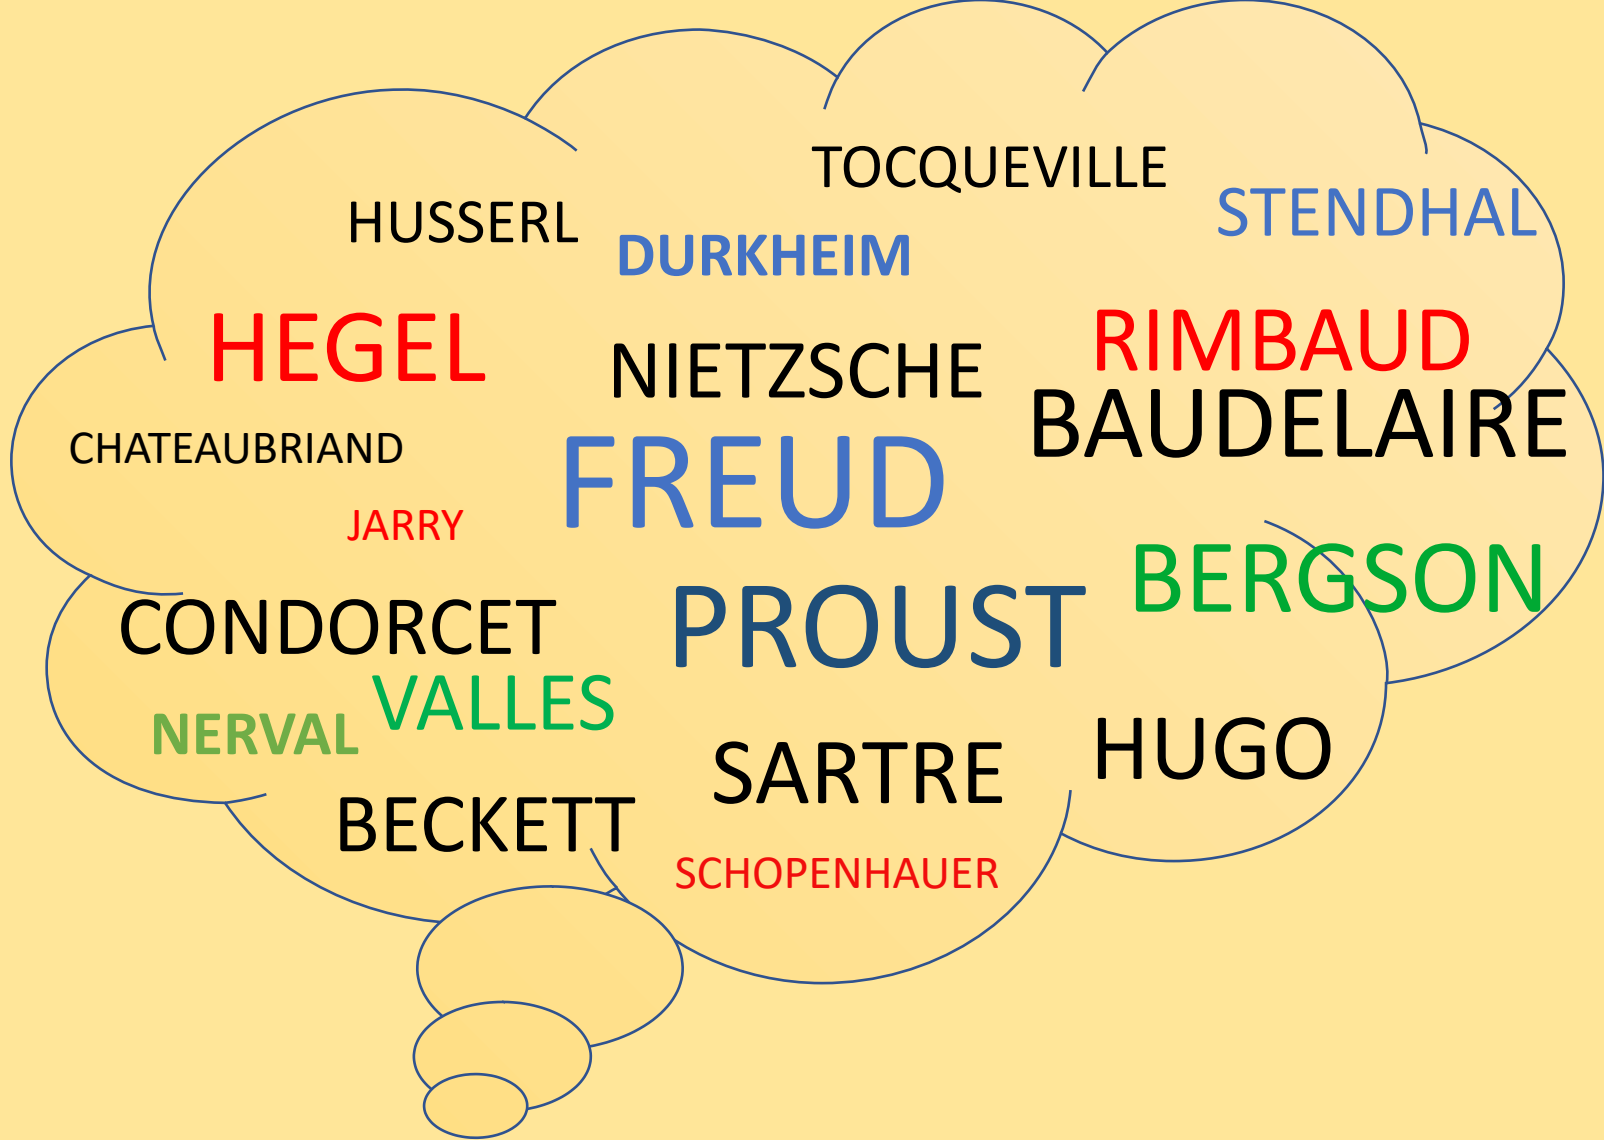 TOCQUEVILLE
STENDHAL
HUSSERL
DURKHEIM
HEGEL
NIETZSCHE
RIMBAUD
BAUDELAIRE
CHATEAUBRIAND
FREUD
JARRY
BERGSON
CONDORCET
PROUST
VALLES
NERVAL
HUGO
SARTRE
BECKETT
SCHOPENHAUER